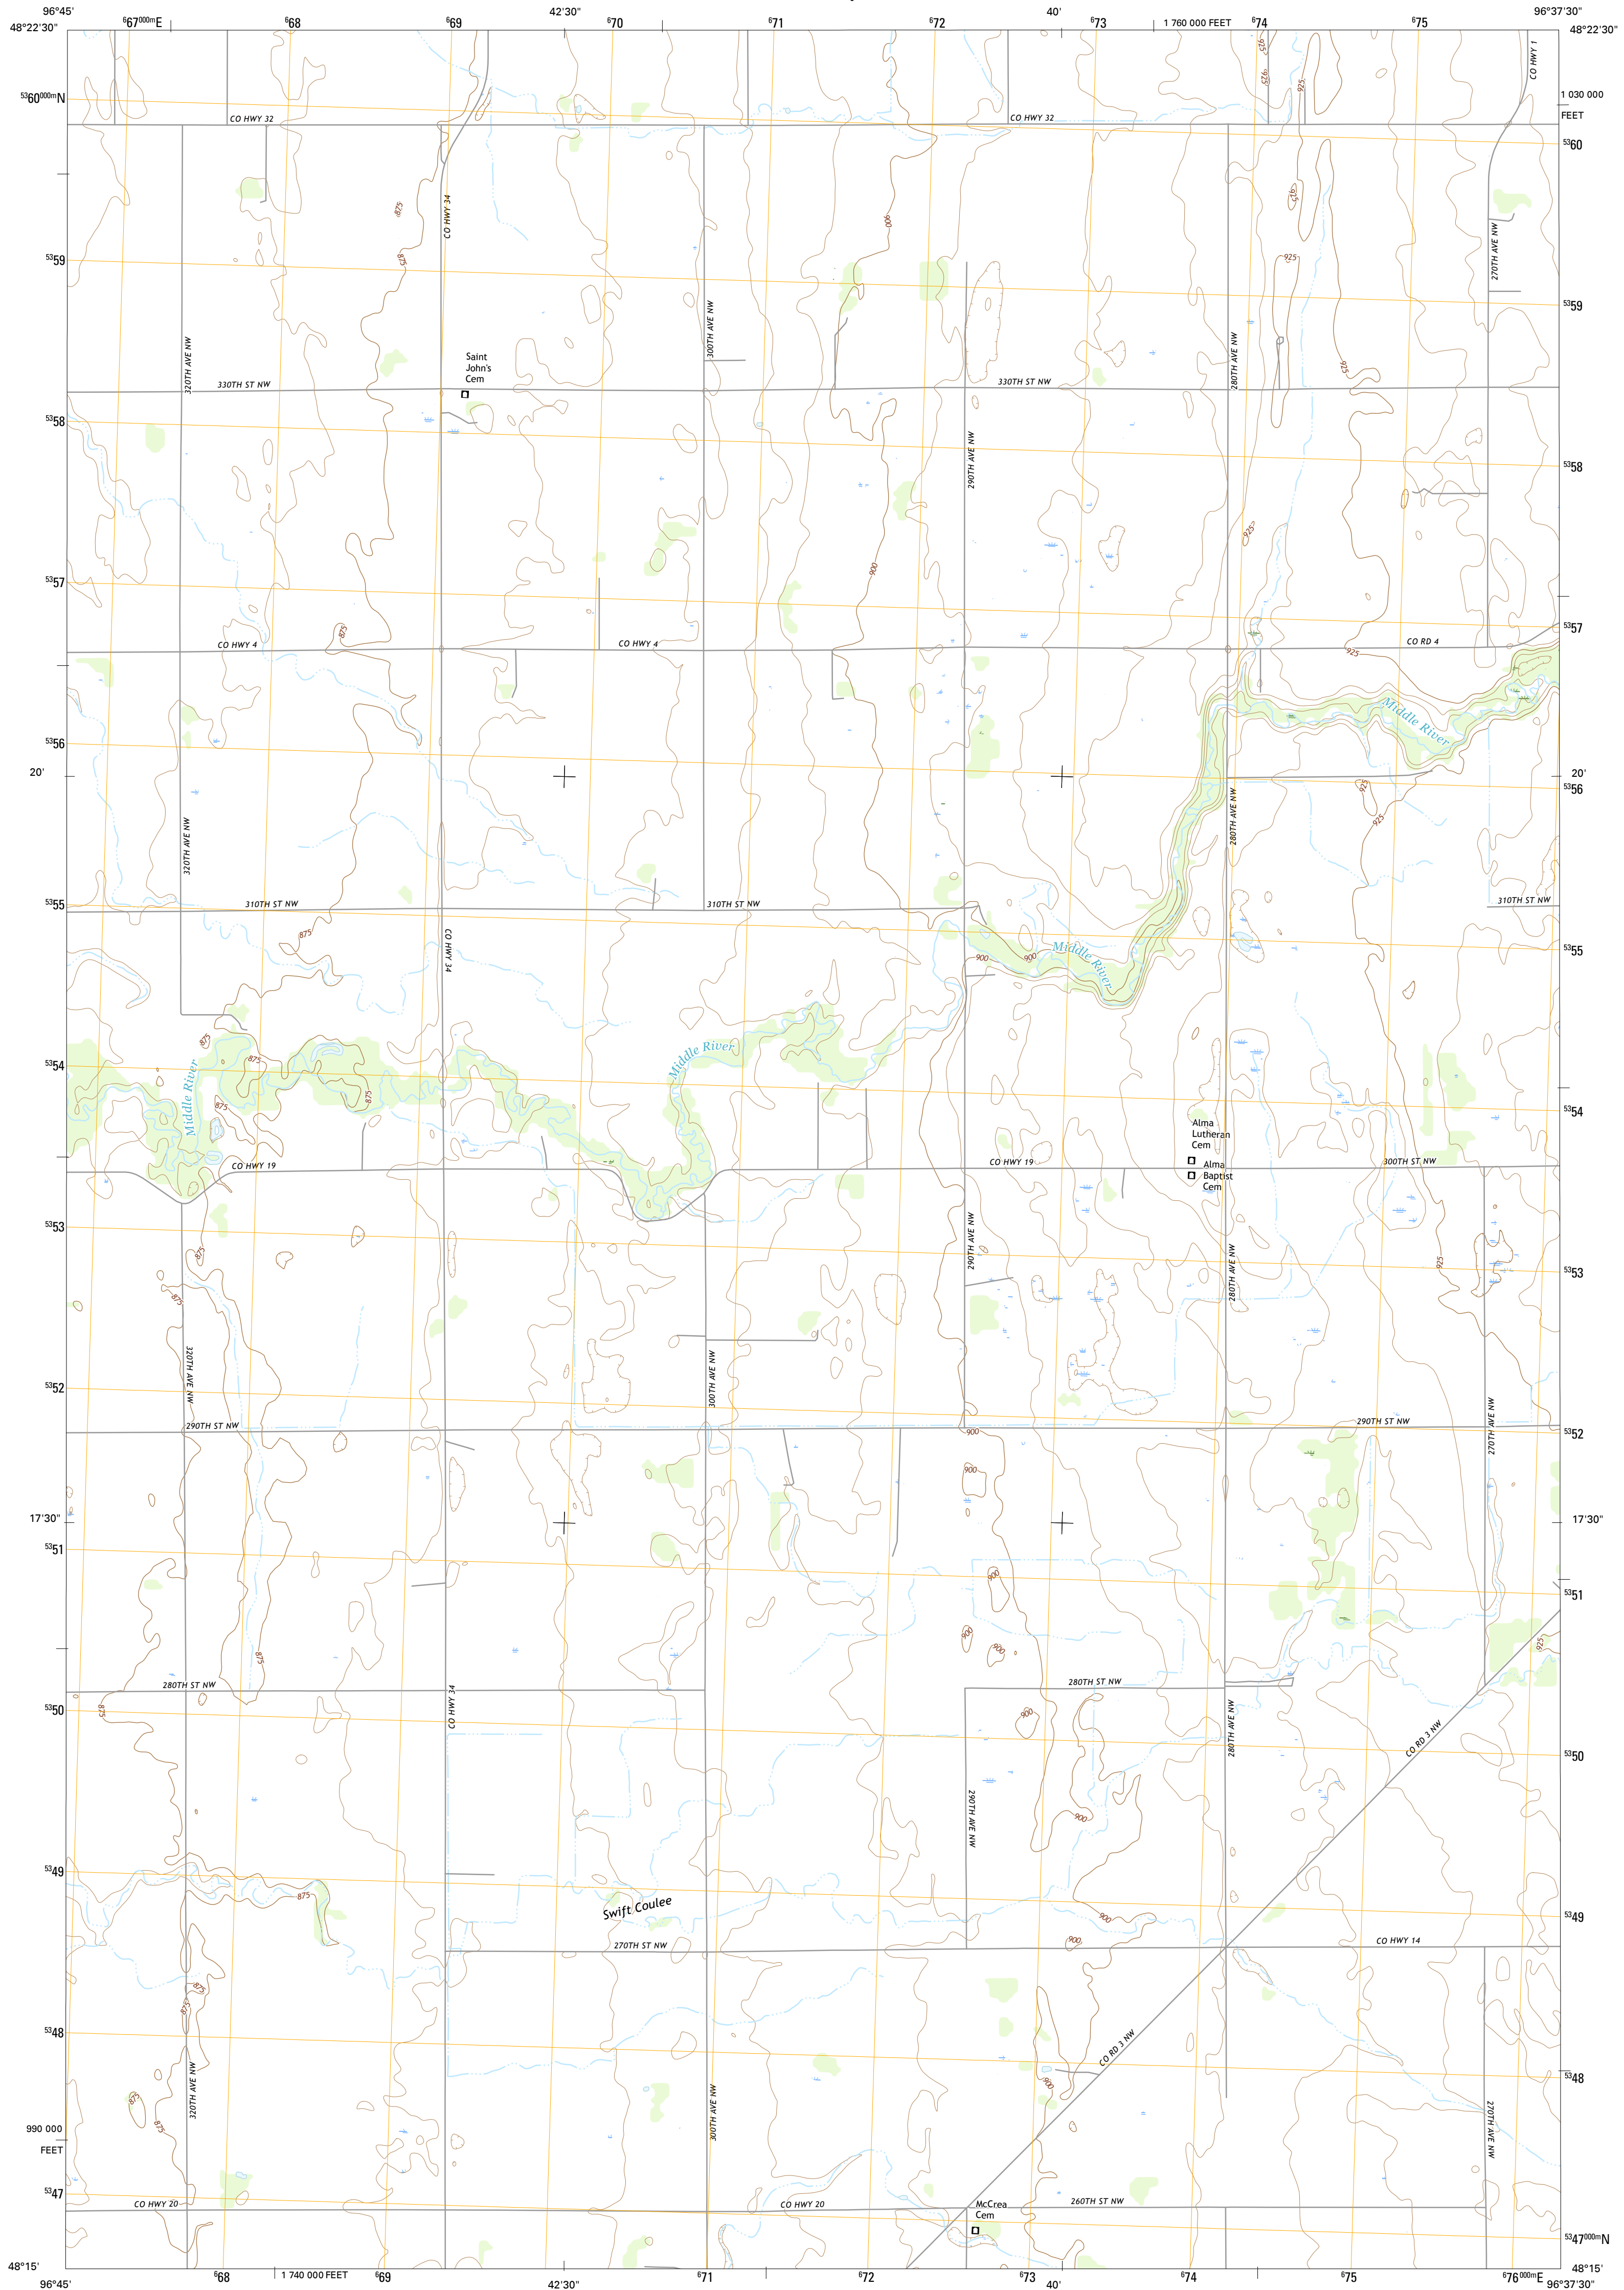 96°45' 667000mE 668 669 42'30" 670 671 672 40' 673 1 760 000 FEET 674 675 96°37'30"
48°22'30" 48°22'30"
925
CO HWY 1
925
925
5360000mN
1 030 000
FEET
CO HWY 32
CO HWY 32
5360
875
CO HWY 34
900
925
270TH AVE NW
875
5359
925
5359
300TH AVE NW
320TH AVE NW
280TH AVE NW
Saint
John's
Cem
925
330TH ST NW
330TH ST NW
5358
290TH AVE NW
5358
925
5357
900
875
5357
CO HWY 4
CO HWY 4
CO RD 4
925
Middle River
5356
20'
20'
5356
925
925
280TH AVE NW
320TH AVE NW
5355
310TH ST NW
310TH ST NW
310TH ST NW
875
CO HWY 34
Middle River
900
900
5355
875
Middle River
875
5354
Middle River
875
875
5354
Alma
Lutheran
Cem
CO HWY 19
CO HWY 19
Alma
Baptist
Cem
300TH ST NW
5353
290TH AVE NW
875
280TH AVE NW
925
5353
875
320TH AVE NW
300TH AVE NW
5352
270TH AVE NW
290TH ST NW
290TH ST NW
900
5352
900
17'30"
17'30"
5351
900
5351
900
900
925
875
280TH ST NW
280TH ST NW
CO HWY 34
875
5350
900
280TH AVE NW
CO RD 3 NW
5350
290TH AVE NW
900
5349
875
Swift Coulee
900
5349
900
270TH ST NW
CO HWY 14
875
875
5348
CO RD 3 NW
320TH AVE NW
5348
900
875
875
300TH AVE NW
270TH AVE NW
990 000
FEET
5347
CO HWY 20
CO HWY 20
McCrea
Cem
260TH ST NW
5347000mN
48°15' 48°15'
96°45' 668 1 740 000 FEET 669 42'30" 671 672 673 40' 674 675 676000mE 96°37'30"